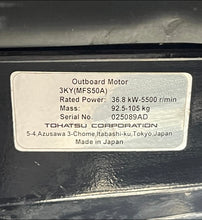 Outboard Motor
3KY(MFS50A)
Rated Power: 36.8 kW-5500 r/min
Mass: 92.5-105 kg
Serial No 025089AD
TOHATSU CORPORATION
5-4,Azusawa 3-Chome,Itabashi-ku,Tokyo,Japan
Made in Japan